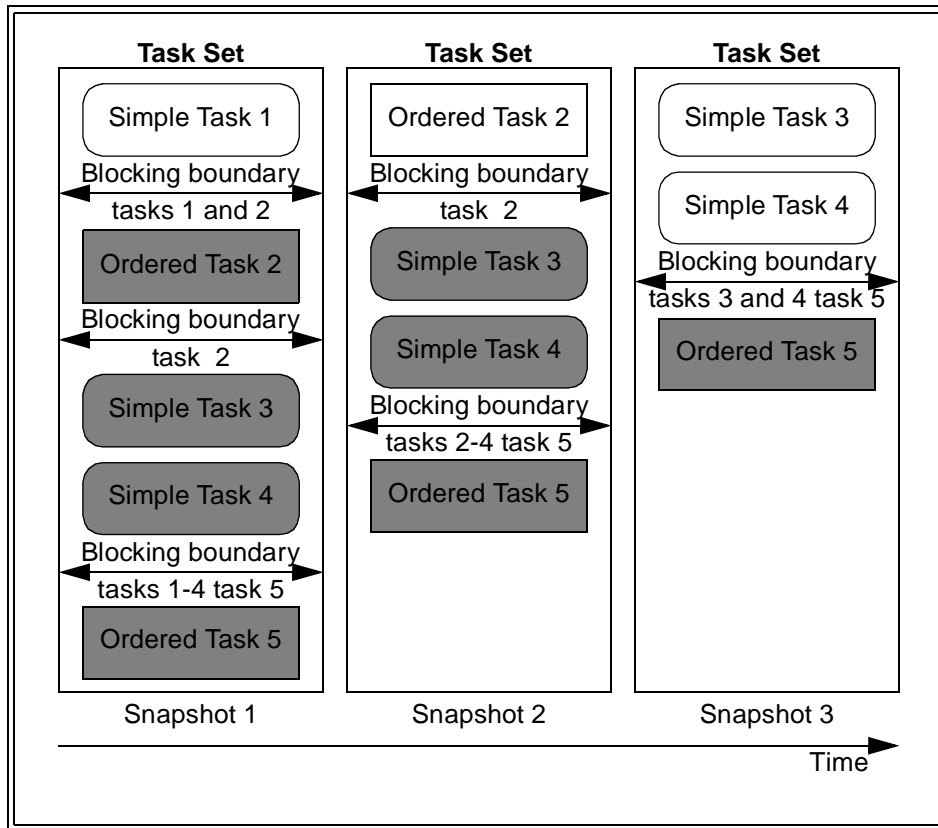 Task Set
Simple Task 1
Blocking boundary
tasks 1 and 2
Ordered Task 2
Blocking boundary
task 2
Simple Task 3
Simple Task 4
Blocking boundary
tasks 1-4 task 5
Ordered Task 5
Snapshot 1
Task Set
Ordered Task 2
Blocking boundary
task 2
Simple Task 3
Simple Task 4
Blocking boundary
tasks 2-4 task 5
Ordered Task 5
Snapshot 2
Task Set
Simple Task 3
Simple Task 4
Blocking boundary
tasks 3 and 4 task 5
Ordered Task 5
Snapshot 3
Time